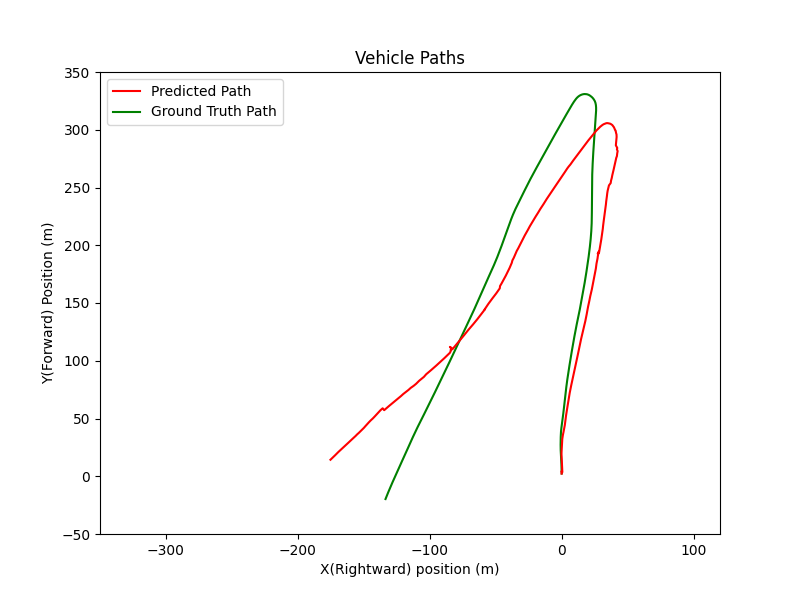 Vehicle Paths
Predicted Path
Ground Truth Path
350
300
250
200
150
100
50
0
−50
Y(Forward) Position (m)
−300
−200
−100
0
100
X(Rightward) position (m)